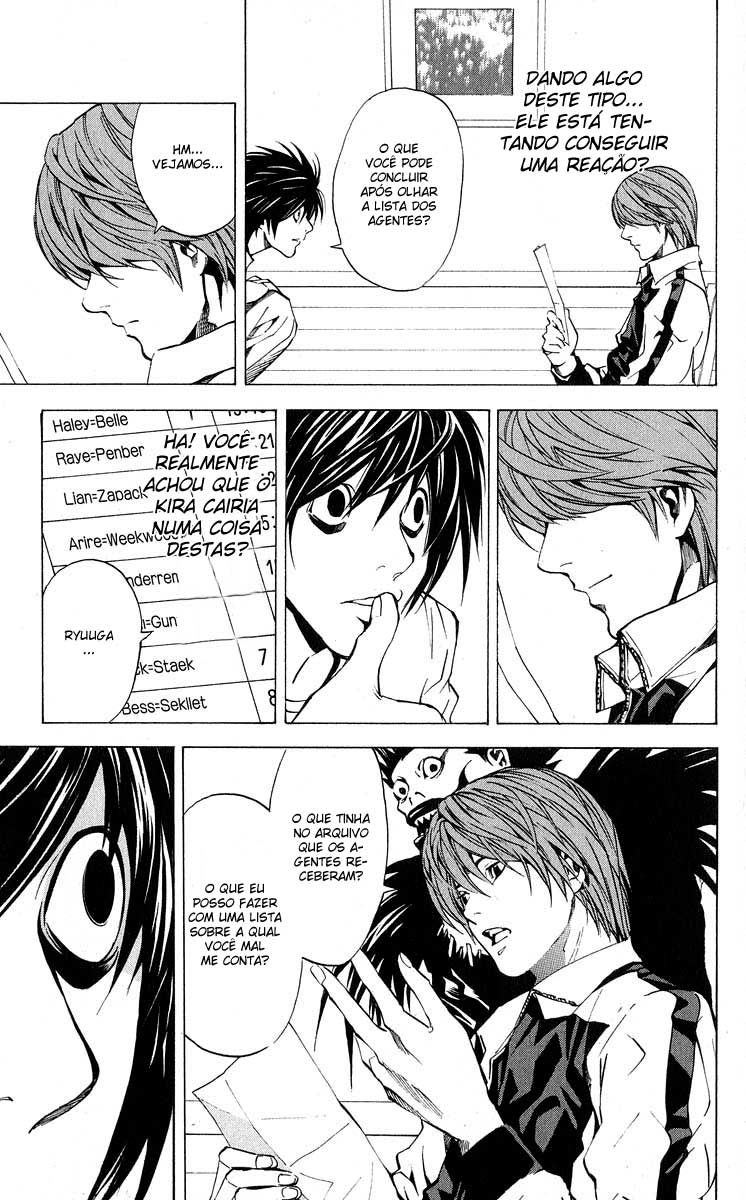 DANDO ALGO
DESTE TIPO...
ELE ESTÁ TEN-
TANDO CONSEGUIR
UMA REAÇÃO?
O QUE
VOCÊ PODE
CONCLUIR
APÓS OLHAR
A LISTA DOS
AGENTES?
HM...
VEJAMOS...
HA! VOCÊ
REALMENTE
ACHOU QUE O
KIRA CAIRIA
NUMA COISA
DESTAS?
Haley=Belle
Raye=Penber
Lian=Zapack
Arire=Weekwood
nderren
=Gun
k=Staek 7
Bess=Sekllet 8
RYUUGA
...
O QUE TINHA
NO ARQUIVO
QUE OS A-
GENTES RE-
CEBERAM?
O QUE EU
POSSO FAZER
COM UMA LISTA
SOBRE A QUAL
VOCÊ MAL
ME CONTA?